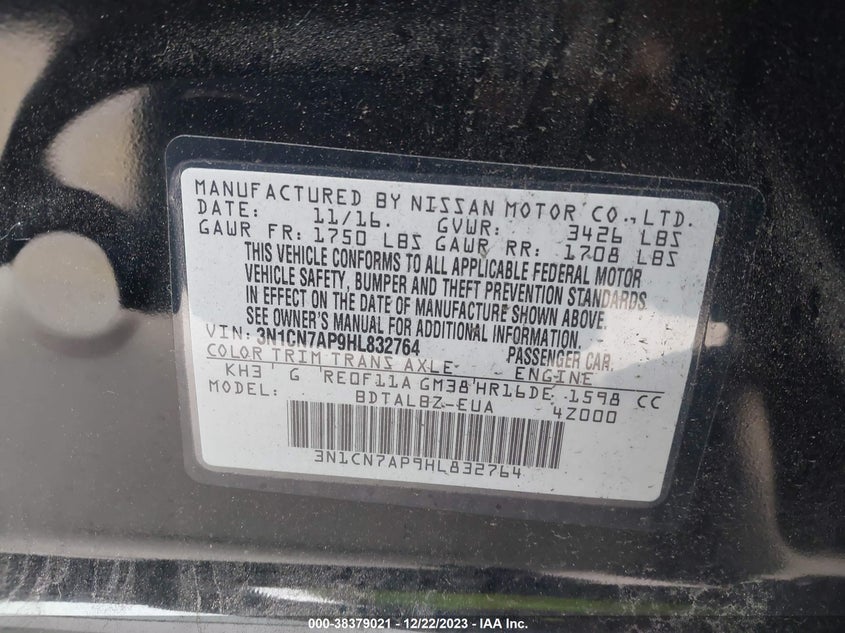 MANUFACTURED BY NISSAN MOTOR CO., LTD.
DATE: 11/16. GVWR: 3426 LBS
GAWR FR: 1750 LBS GAWR RR: 1708 LBS
THIS VEHICLE CONFORMS TO ALL APPLICABLE FEDERAL MOTOR
VEHICLE SAFETY, BUMPER AND THEFT PREVENTION STANDARDS
IN EFFECT ON THE DATE OF MANUFACTURE SHOWN ABOVE.
SEE OWNER'S MANUAL FOR ADDITIONAL INFORMATION.
VIN: 3N1CN7AP9HL832764 PASSENGER CAR.
COLOR TRIM TRANS AXLE ENGINE
KH3 G RE0F11A GM38 HR16DE 1598 CC
MODEL: BDTALBZ-EUA 4Z000
3N1CN7AP9HL832764
000-38379021 - 12/22/2023 - IAA Inc.